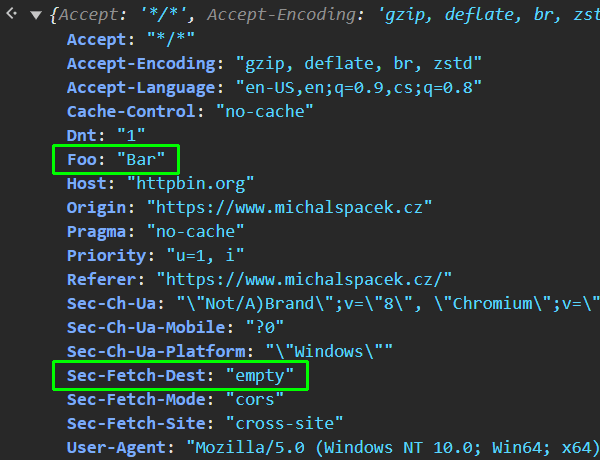 {Accept: '*/*', Accept-Encoding: 'gzip, deflate, br, zst
Accept: "*/*"
Accept-Encoding: "gzip, deflate, br, zstd"
Accept-Language: "en-US,en;q=0.9,cs;q=0.8"
Cache-Control: "no-cache"
Dnt: "1"
Foo: "Bar"
Host: "httpbin.org"
Origin: "https://www.michalspacek.cz"
Pragma: "no-cache"
Priority: "u=1, i"
Referer: "https://www.michalspacek.cz/"
Sec-Ch-Ua: "\"Not/A)Brand\";v=\"8\", \"Chromium\";v=\"
Sec-Ch-Ua-Mobile: "?0"
Sec-Ch-Ua-Platform: "\"Windows\""
Sec-Fetch-Dest: "empty"
Sec-Fetch-Mode: "cors"
Sec-Fetch-Site: "cross-site"
User-Agent: "Mozilla/5.0 (Windows NT 10.0; Win64; x64)